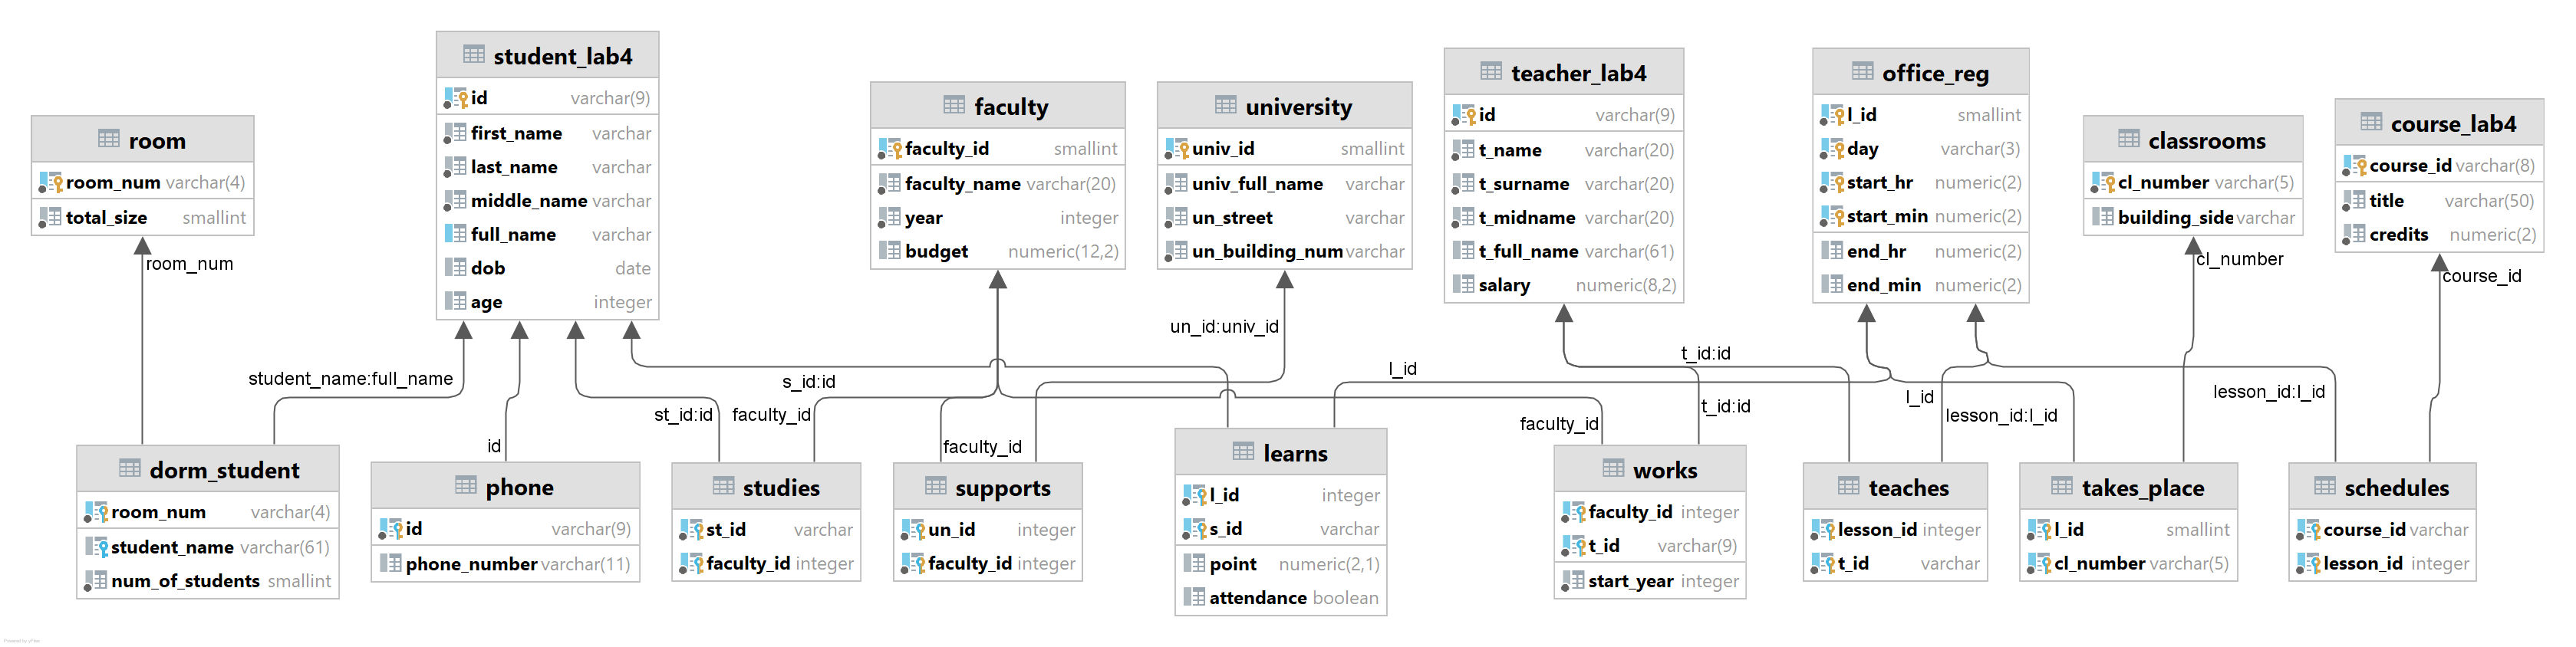 room
room_num varchar(4)
total_size smallint
student_lab4
id varchar(9)
first_name varchar
last_name varchar
middle_name varchar
full_name varchar
dob date
age integer
faculty
faculty_id smallint
faculty_name varchar(20)
year integer
budget numeric(12,2)
university
univ_id smallint
univ_full_name varchar
un_street varchar
un_building_num varchar
teacher_lab4
id varchar(9)
t_name varchar(20)
t_surname varchar(20)
t_midname varchar(20)
t_full_name varchar(61)
salary numeric(8,2)
office_reg
l_id smallint
day varchar(3)
start_hr numeric(2)
start_min numeric(2)
end_hr numeric(2)
end_min numeric(2)
classrooms
cl_number varchar(5)
building_side varchar
course_lab4
course_id varchar(8)
title varchar(50)
credits numeric(2)
room_num
student_name:full_name
id
st_id:id
s_id:id
faculty_id
faculty_id
un_id:univ_id
l_id
faculty_id
t_id:id
t_id:id
l_id
lesson_id:l_id
cl_number
lesson_id:l_id
course_id
dorm_student
room_num varchar(4)
student_name varchar(61)
num_of_students smallint
phone
id varchar(9)
phone_number varchar(11)
studies
st_id varchar
faculty_id integer
supports
un_id integer
faculty_id integer
learns
l_id integer
s_id varchar
point numeric(2,1)
attendance boolean
works
faculty_id integer
t_id varchar(9)
start_year integer
teaches
lesson_id integer
t_id varchar
takes_place
l_id smallint
cl_number varchar(5)
schedules
course_id varchar
lesson_id integer
Powered by yFiles